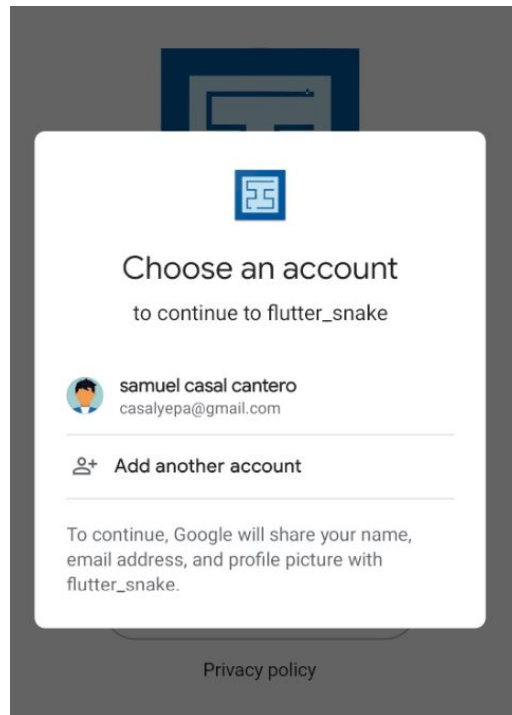 Choose an account
to continue to flutter_snake
samuel casal cantero
casalyepa@gmail.com
Add another account
To continue, Google will share your name,
email address, and profile picture with
flutter_snake.
Privacy policy